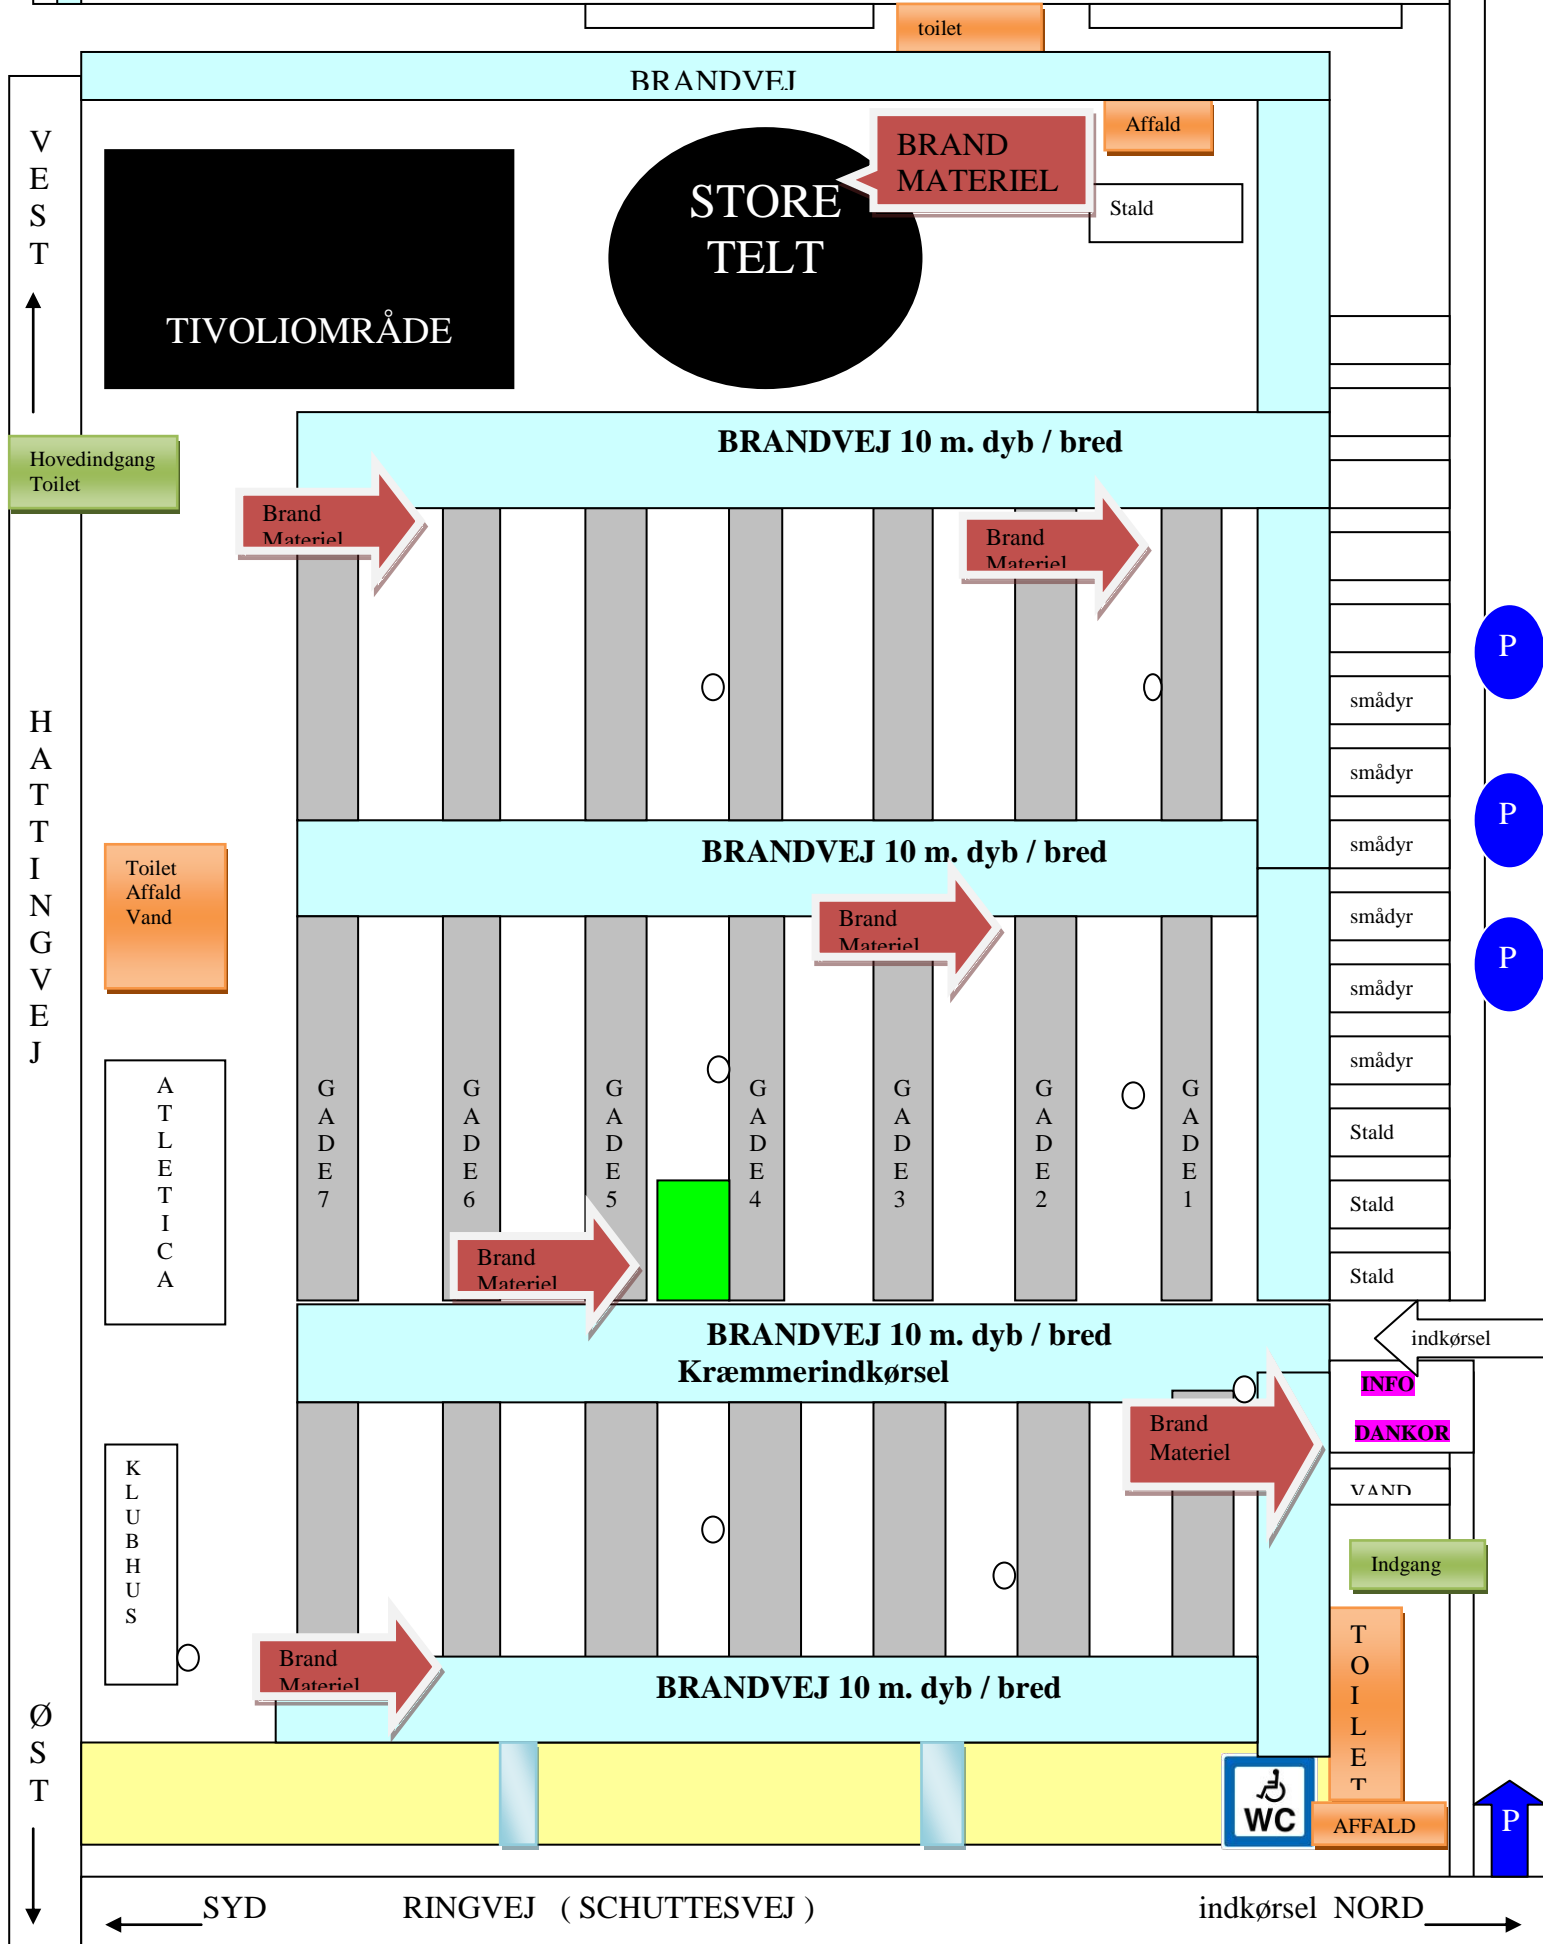 toilet
BRANDVEJ
VEST
BRAND
MATERIEL
Affald
STORE
TELT
Stald
TIVOLIOMRÅDE
BRANDVEJ 10 m. dyb / bred
Hovedindgang
Toilet
Brand
Materiel
Brand
Materiel
P
smådyr
HATTINGVEJ
smådyr
P
smådyr
BRANDVEJ 10 m. dyb / bred
Toilet
Affald
Vand
Brand
Materiel
smådyr
P
smådyr
smådyr
ATLETICA
GADE 7
GADE 6
GADE 5
GADE 4
GADE 3
GADE 2
GADE 1
Stald
Stald
Brand
Materiel
Stald
BRANDVEJ 10 m. dyb / bred
Kræmmerindkørsel
indkørsel
INFO
DANKOR
Brand
Materiel
KLUBHUS
VAND
Indgang
Brand
Materiel
BRANDVEJ 10 m. dyb / bred
TOILET
ØST
WC
AFFALD
P
SYD
RINGVEJ ( SCHUTTESVEJ )
indkørsel NORD